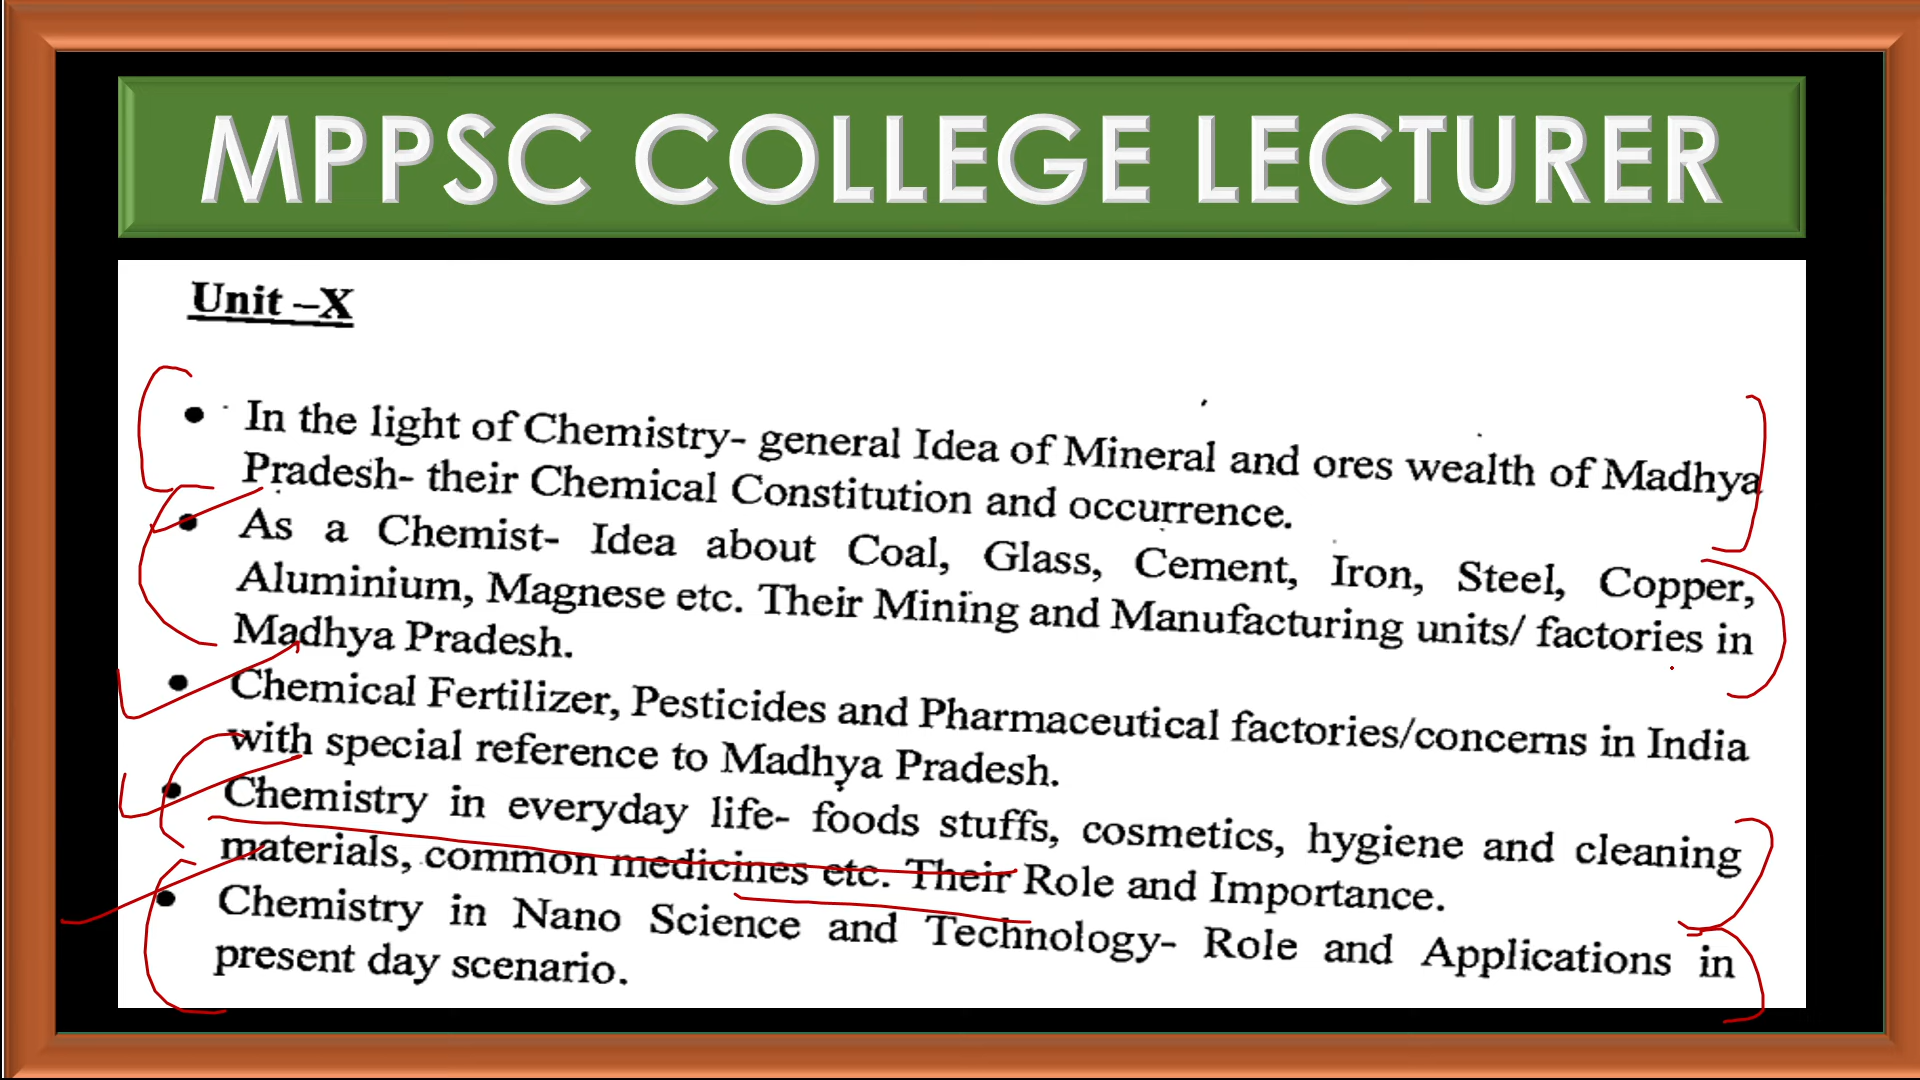 MPPSC COLLEGE LECTURER
Unit –X
• In the light of Chemistry- general Idea of Mineral and ores wealth of Madhya
Pradesh- their Chemical Constitution and occurrence.
• As a Chemist- Idea about Coal, Glass, Cement, Iron, Steel, Copper,
Aluminium, Magnese etc. Their Mining and Manufacturing units/ factories in
Madhya Pradesh.
• Chemical Fertilizer, Pesticides and Pharmaceutical factories/concerns in India
with special reference to Madhya Pradesh.
• Chemistry in everyday life- foods stuffs, cosmetics, hygiene and cleaning
materials, common medicines etc. Their Role and Importance.
• Chemistry in Nano Science and Technology- Role and Applications in
present day scenario.